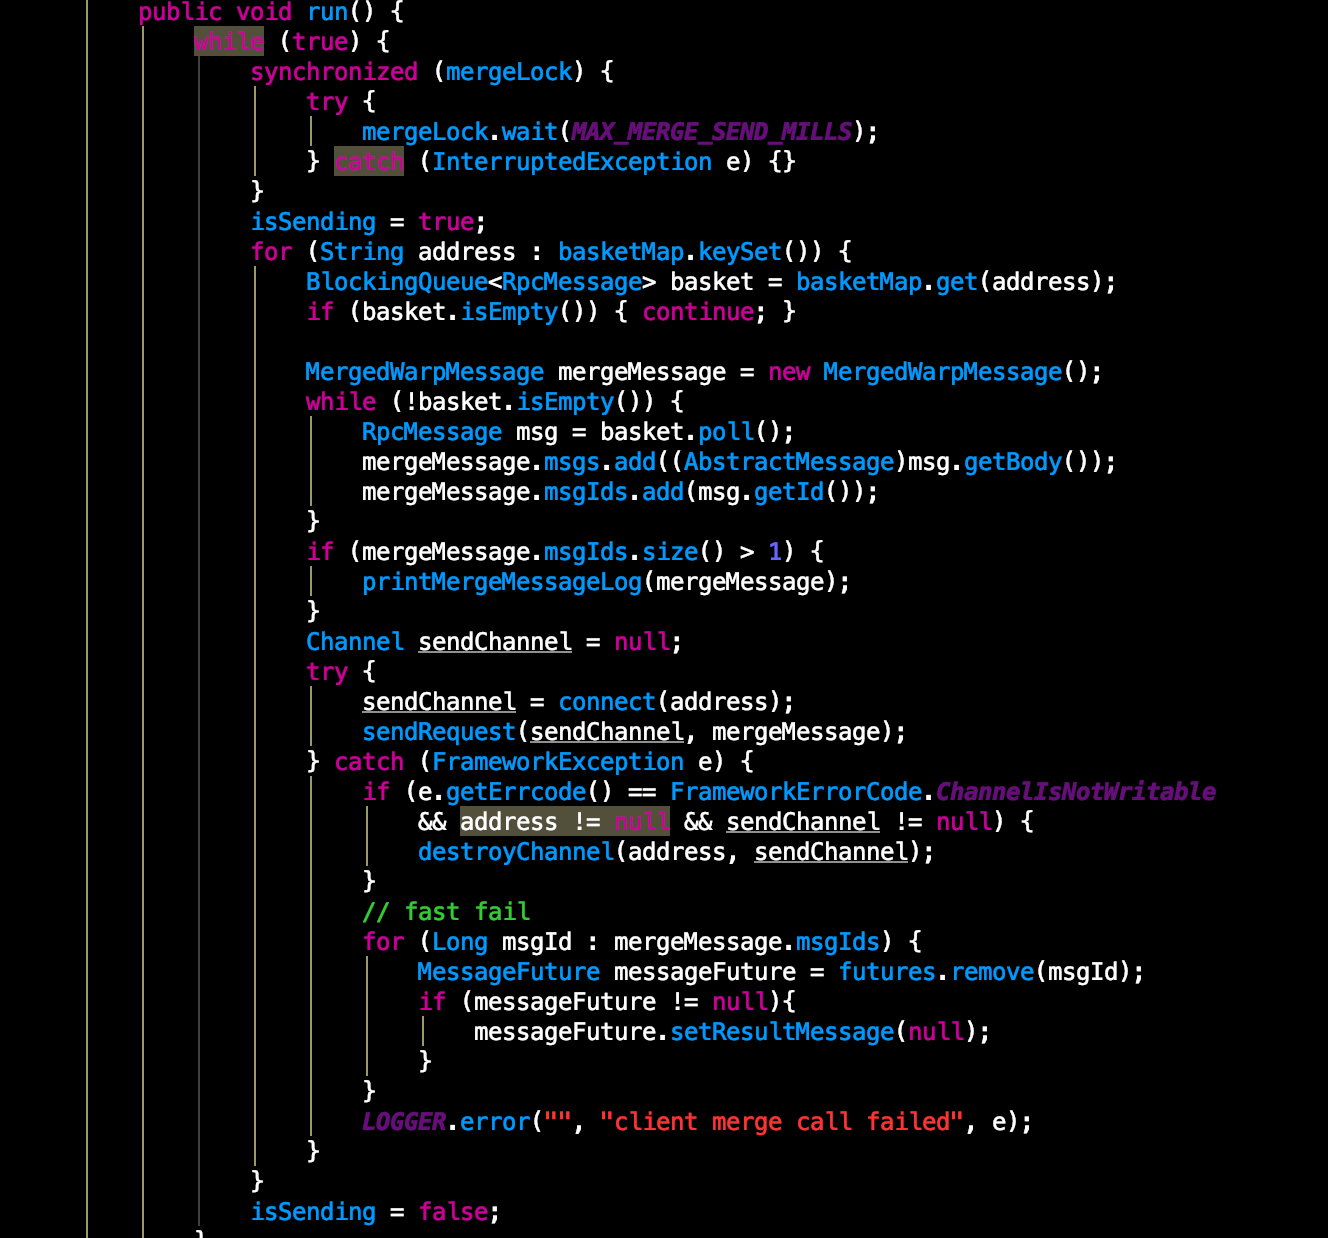 public void run() {
while (true) {
synchronized (mergeLock) {
try {
mergeLock.wait(MAX_MERGE_SEND_MILLS);
} catch (InterruptedException e) {}
}
isSending = true;
for (String address : basketMap.keySet()) {
BlockingQueue<RpcMessage> basket = basketMap.get(address);
if (basket.isEmpty()) { continue; }
MergedWarpMessage mergeMessage = new MergedWarpMessage();
while (!basket.isEmpty()) {
RpcMessage msg = basket.poll();
mergeMessage.msgs.add((AbstractMessage)msg.getBody());
mergeMessage.msgIds.add(msg.getId());
}
if (mergeMessage.msgIds.size() > 1) {
printMergeMessageLog(mergeMessage);
}
Channel sendChannel = null;
try {
sendChannel = connect(address);
sendRequest(sendChannel, mergeMessage);
} catch (FrameworkException e) {
if (e.getErrcode() == FrameworkErrorCode.ChannelIsNotWritable
&& address != null && sendChannel != null) {
destroyChannel(address, sendChannel);
}
// fast fail
for (Long msgId : mergeMessage.msgIds) {
MessageFuture messageFuture = futures.remove(msgId);
if (messageFuture != null){
messageFuture.setResultMessage(null);
}
}
LOGGER.error("", "client merge call failed", e);
}
}
isSending = false;
}